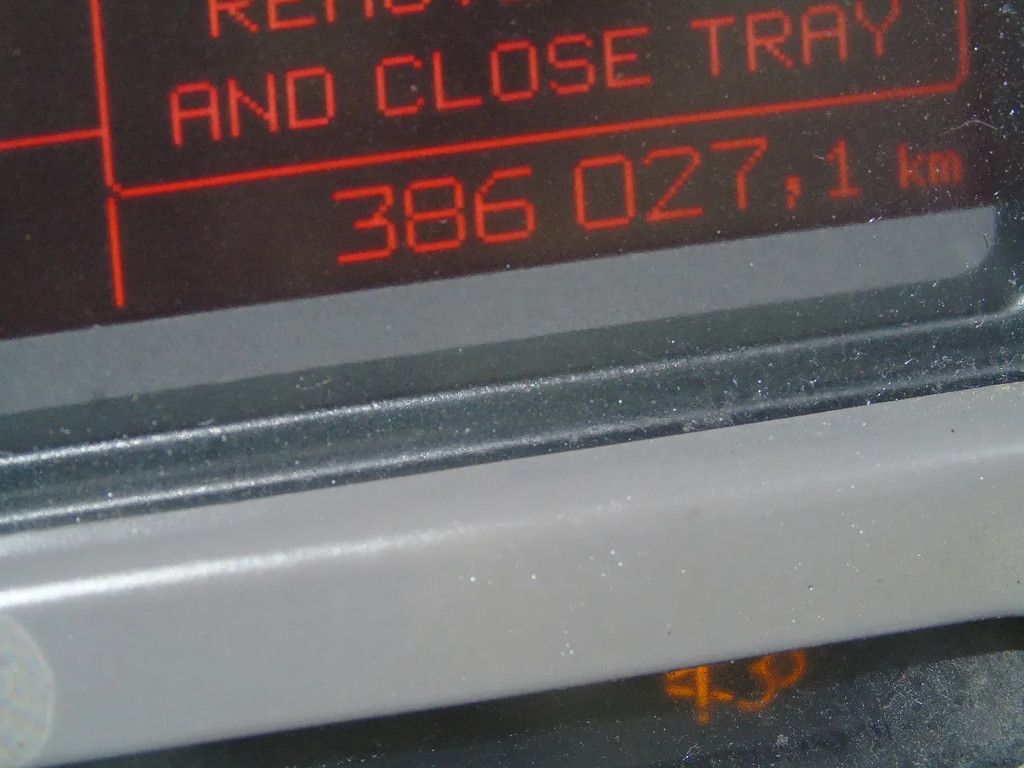 AND CLOSE TRAY
386 027,1 km